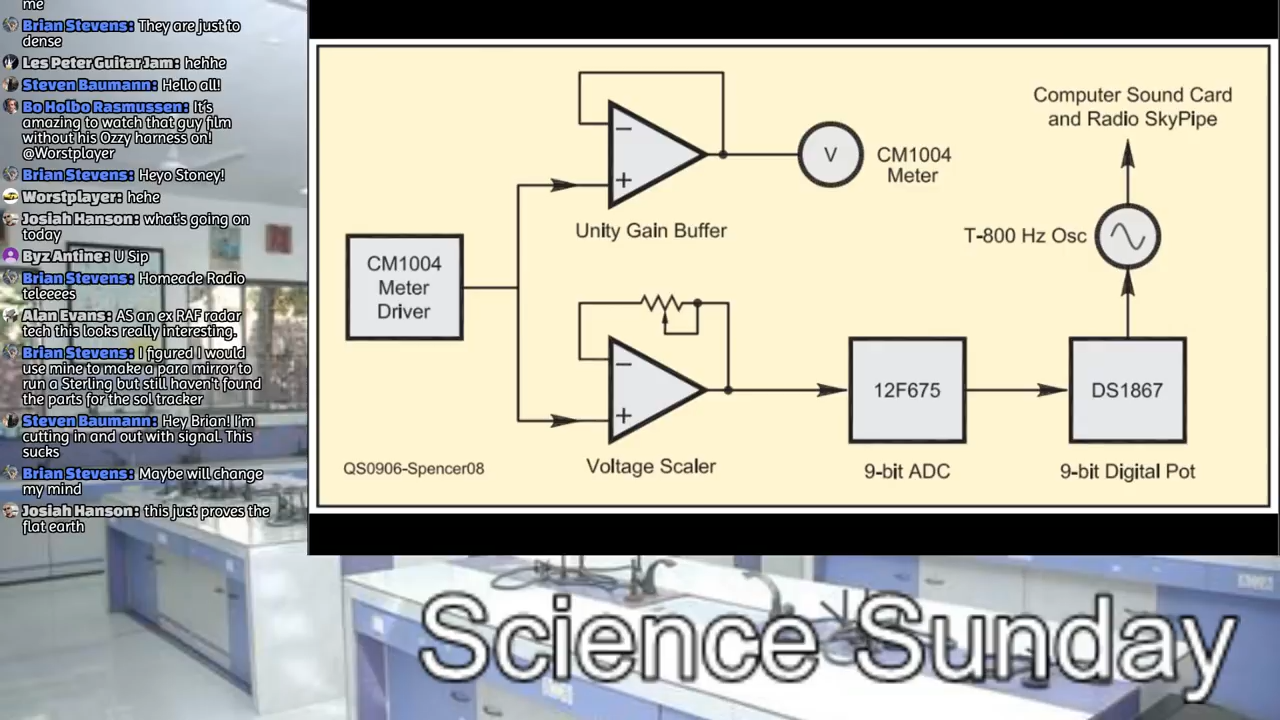 me
Brian Stevens: They are just to
dense
Les Peter Guitar Jam: hehhe
Steven Baumann: Hello all!
Bo Holbo Rasmussen: It's
amazing to watch that guy film
without his Ozzy harness on!
@Worstplayer
Brian Stevens: Heyo Stoney!
Worstplayer: hehe
Josiah Hanson: what's going on
today
Byz Antine: U Sip
Brian Stevens: Homeade Radio
teleeees
Alan Evans: AS an ex RAF radar
tech this looks really interesting.
Brian Stevens: I figured I would
use mine to make a para mirror to
run a Sterling but still haven't found
the parts for the sol tracker
Steven Baumann: Hey Brian! I'm
cutting in and out with signal. This
sucks
Brian Stevens: Maybe will change
my mind
Josiah Hanson: this just proves the
flat earth
Computer Sound Card
and Radio SkyPipe
−
+
V
CM1004
Meter
Unity Gain Buffer
T-800 Hz Osc
CM1004
Meter
Driver
−
+
12F675
DS1867
QS0906-Spencer08
Voltage Scaler
9-bit ADC
9-bit Digital Pot
Science Sunday